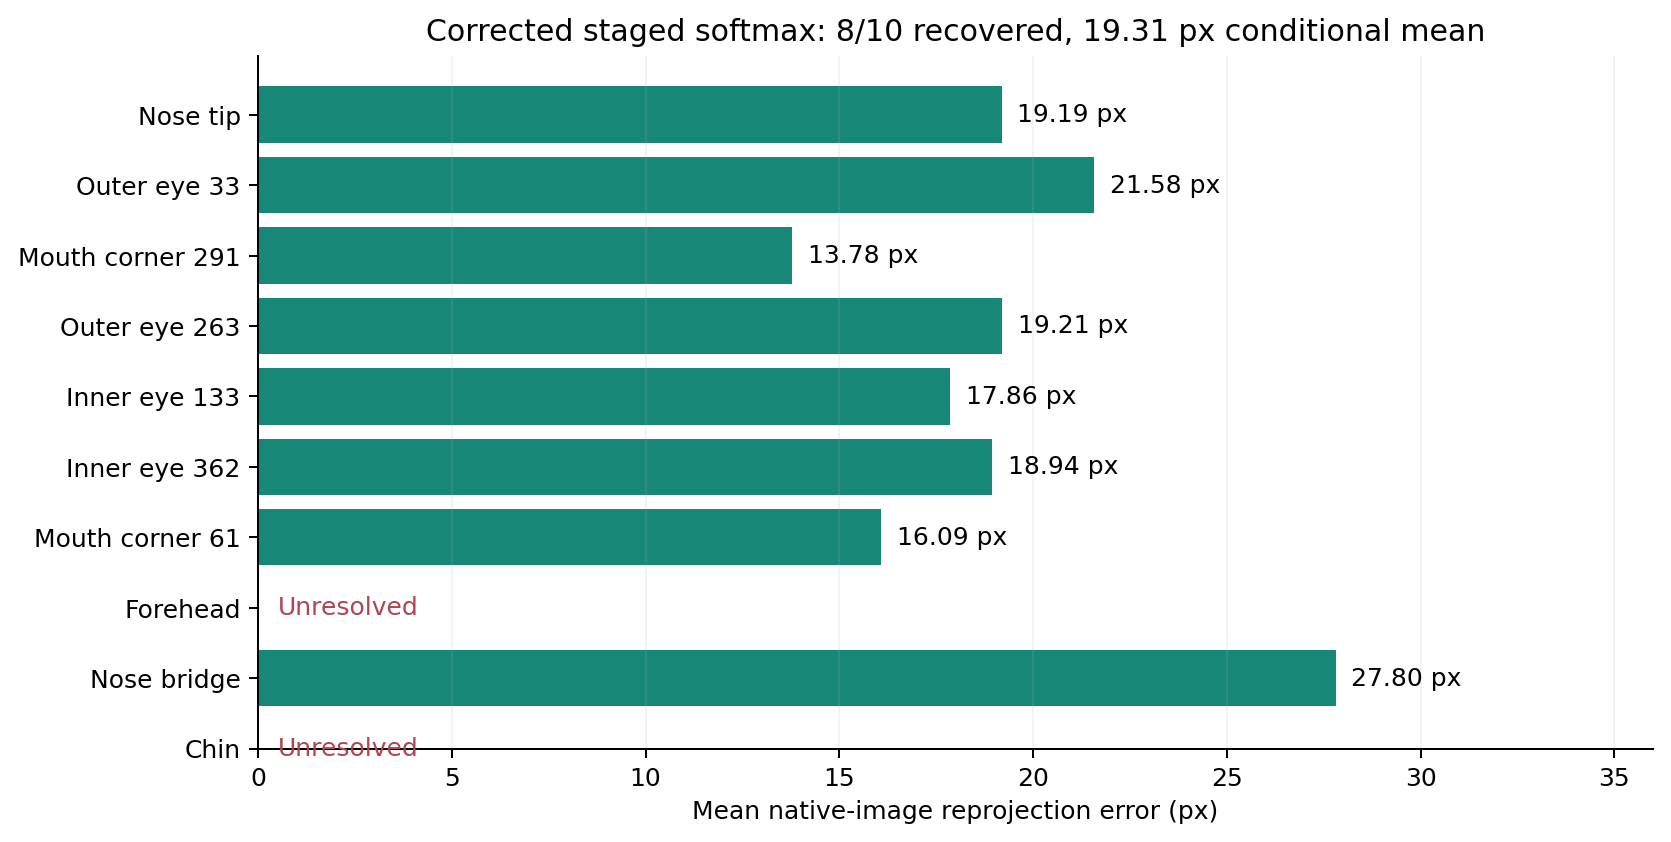 Corrected staged softmax: 8/10 recovered, 19.31 px conditional mean
Nose tip 19.19 px
Outer eye 33 21.58 px
Mouth corner 291 13.78 px
Outer eye 263 19.21 px
Inner eye 133 17.86 px
Inner eye 362 18.94 px
Mouth corner 61 16.09 px
Forehead Unresolved
Nose bridge 27.80 px
Chin Unresolved
0 5 10 15 20 25 30 35
Mean native-image reprojection error (px)